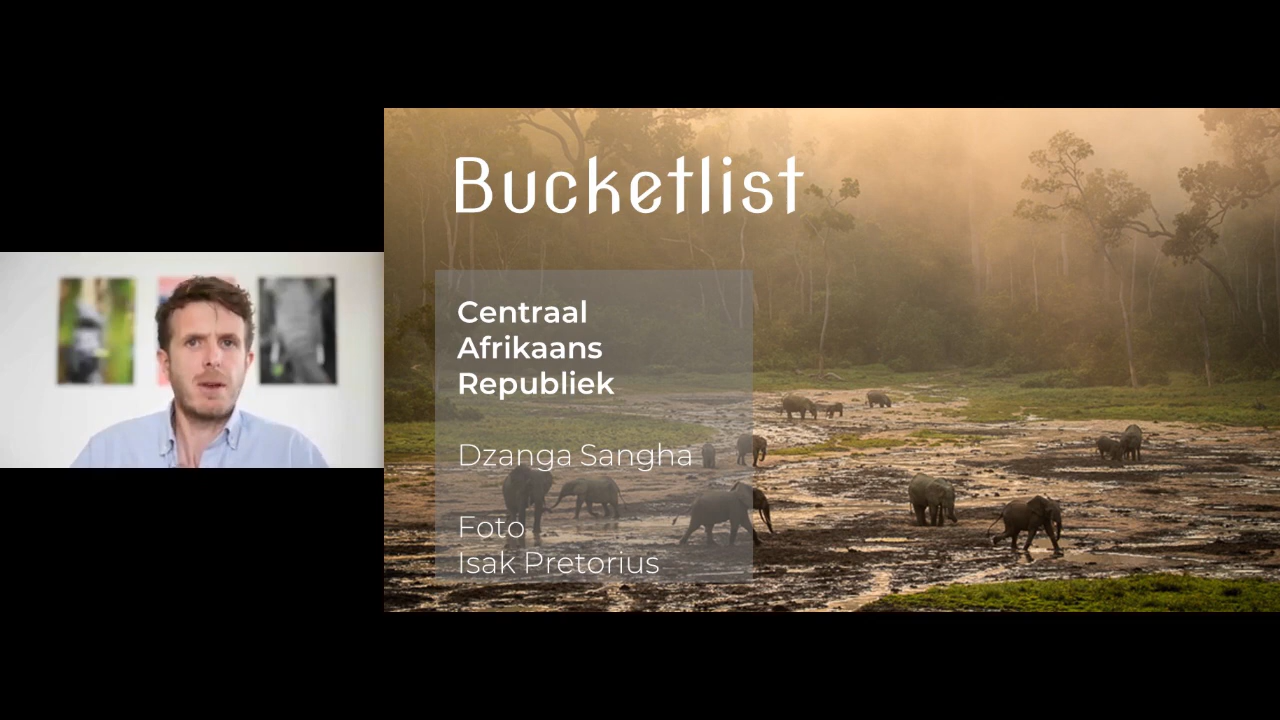 Bucketlist
Centraal
Afrikaans
Republiek
Dzanga Sangha
Foto
Isak Pretorius